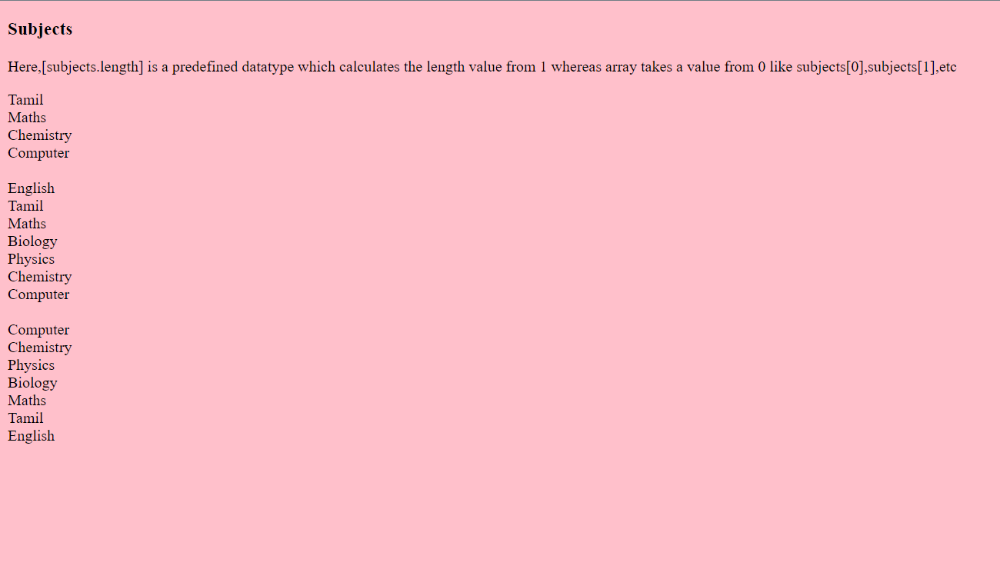 Subjects
Here,[subjects.length] is a predefined datatype which calculates the length value from 1 whereas array takes a value from 0 like subjects[0],subjects[1],etc
Tamil
Maths
Chemistry
Computer
English
Tamil
Maths
Biology
Physics
Chemistry
Computer
Computer
Chemistry
Physics
Biology
Maths
Tamil
English